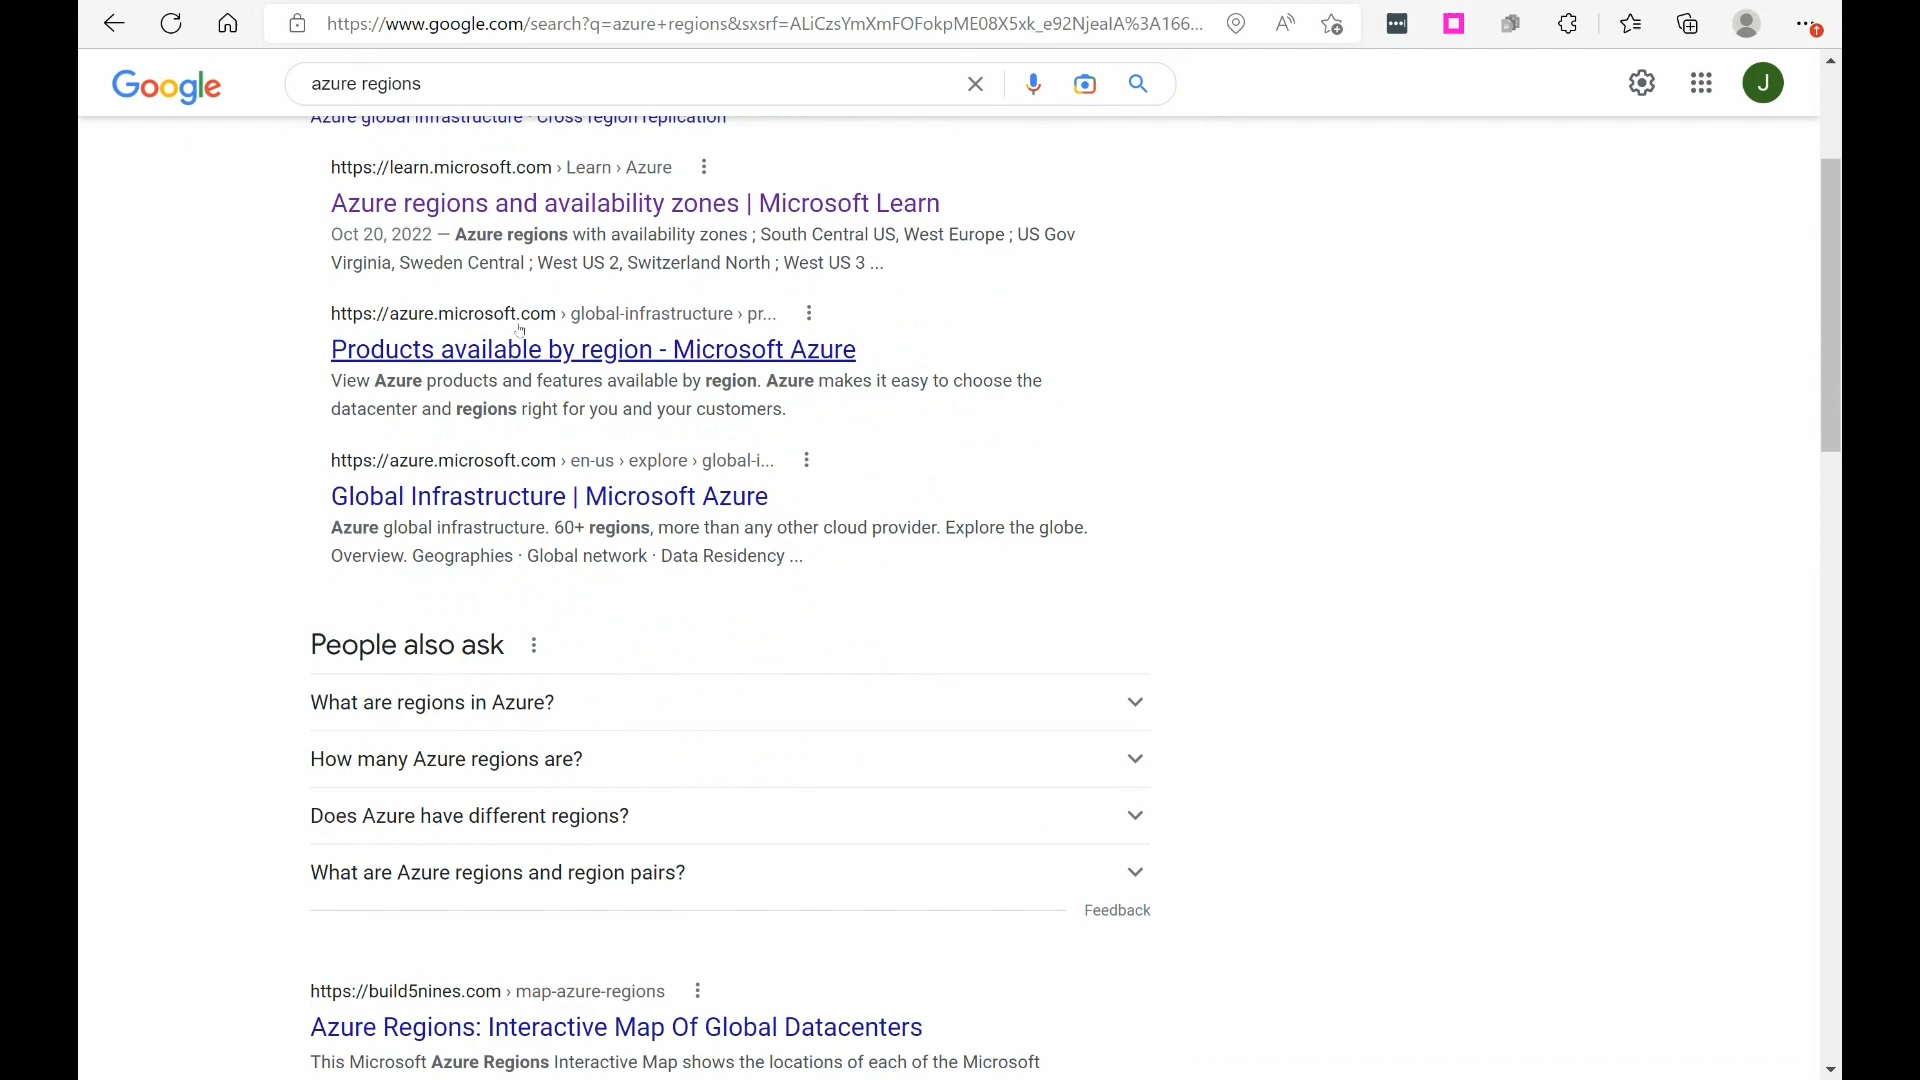 https://www.google.com/search?q=azure+regions&sxsrf=ALiCzsYmXmFOFokpME08X5xk_e92NjeaIA%3A166...
Google
azure regions
J
Azure global infrastructure · Cross region replication
https://learn.microsoft.com › Learn › Azure
Azure regions and availability zones | Microsoft Learn
Oct 20, 2022 — Azure regions with availability zones ; South Central US, West Europe ; US Gov
Virginia, Sweden Central ; West US 2, Switzerland North ; West US 3 ...
https://azure.microsoft.com › global-infrastructure › pr...
Products available by region - Microsoft Azure
View Azure products and features available by region. Azure makes it easy to choose the
datacenter and regions right for you and your customers.
https://azure.microsoft.com › en-us › explore › global-i...
Global Infrastructure | Microsoft Azure
Azure global infrastructure. 60+ regions, more than any other cloud provider. Explore the globe.
Overview. Geographies · Global network · Data Residency ...
People also ask
What are regions in Azure?
How many Azure regions are?
Does Azure have different regions?
What are Azure regions and region pairs?
Feedback
https://build5nines.com › map-azure-regions
Azure Regions: Interactive Map Of Global Datacenters
This Microsoft Azure Regions Interactive Map shows the locations of each of the Microsoft